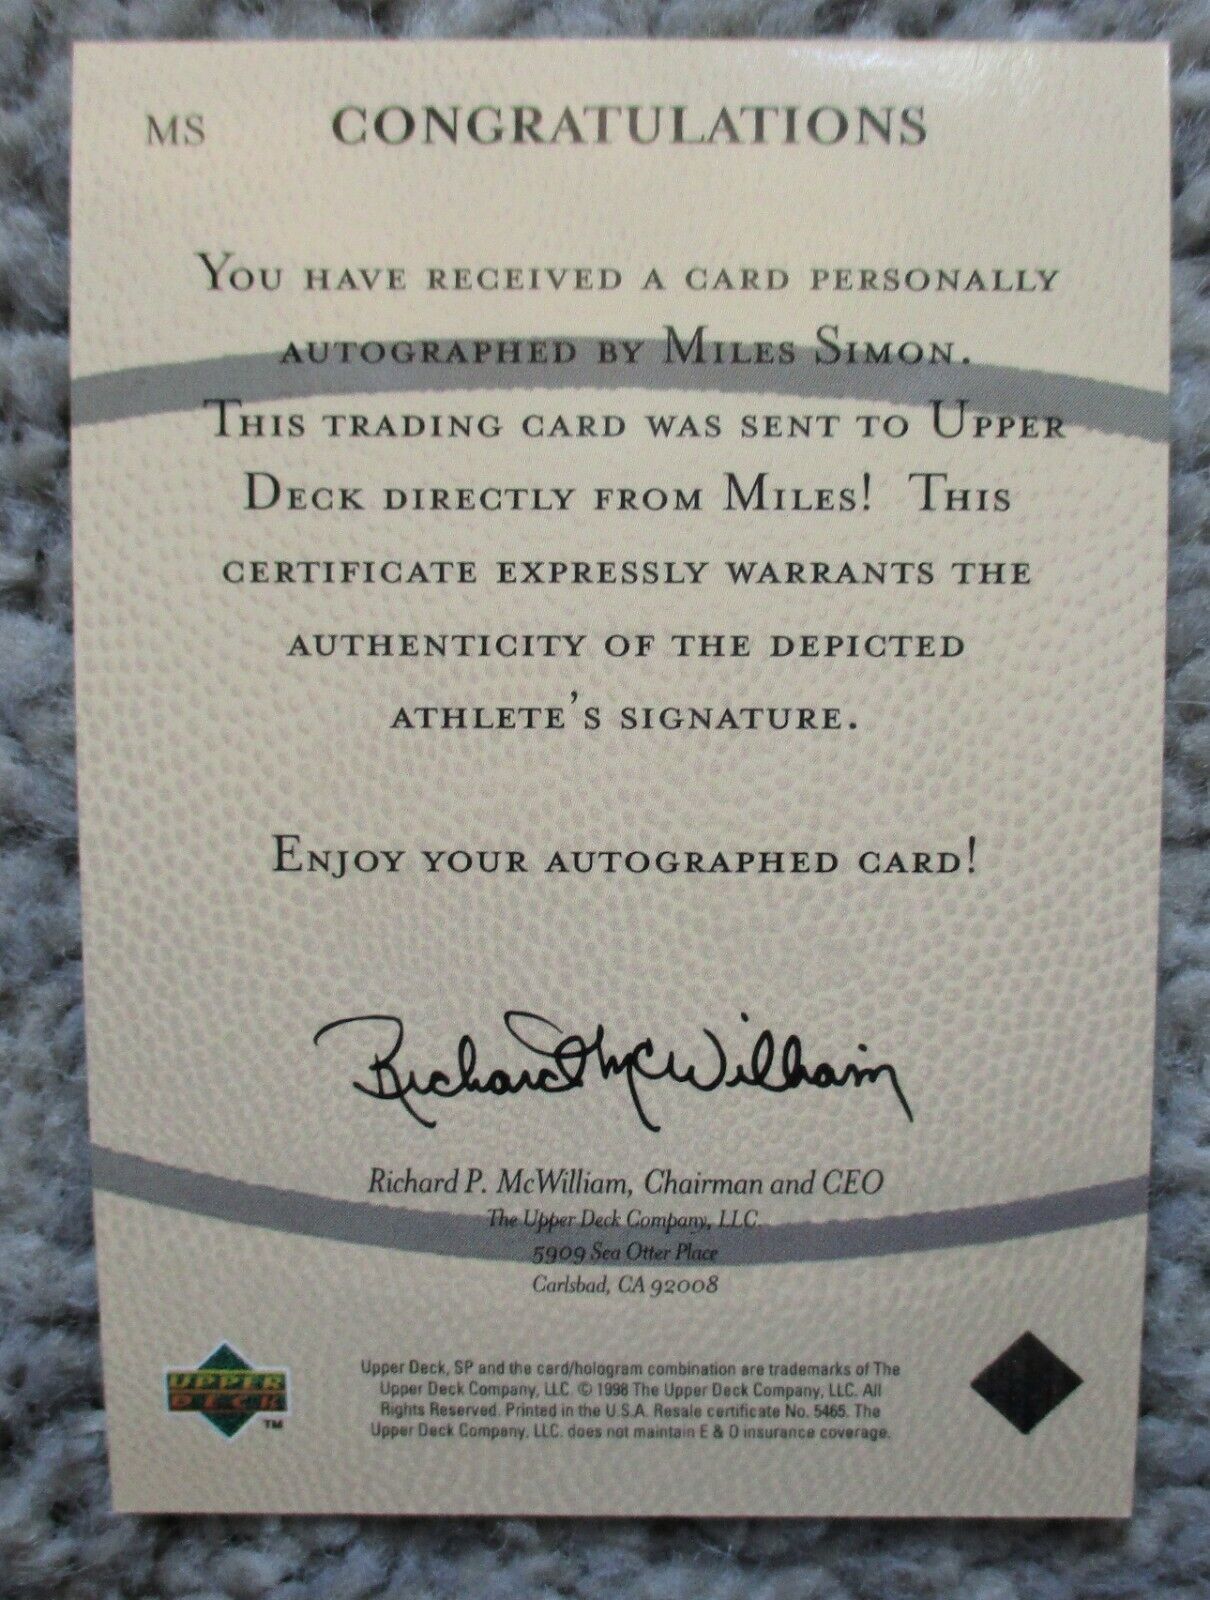 MS CONGRATULATIONS
YOU HAVE RECEIVED A CARD PERSONALLY
AUTOGRAPHED BY MILES SIMON.
THIS TRADING CARD WAS SENT TO UPPER
DECK DIRECTLY FROM MILES! THIS
CERTIFICATE EXPRESSLY WARRANTS THE
AUTHENTICITY OF THE DEPICTED
ATHLETE'S SIGNATURE.
ENJOY YOUR AUTOGRAPHED CARD!
Richard McWilliam
Richard P. McWilliam, Chairman and CEO
The Upper Deck Company, LLC.
5909 Sea Otter Place
Carlsbad, CA 92008
UPPER
DECK
TM
Upper Deck, SP and the card/hologram combination are trademarks of The
Upper Deck Company, LLC. © 1998 The Upper Deck Company, LLC. All
Rights Reserved. Printed in the U.S.A. Resale certificate No. 5465. The
Upper Deck Company, LLC. does not maintain E & O insurance coverage.